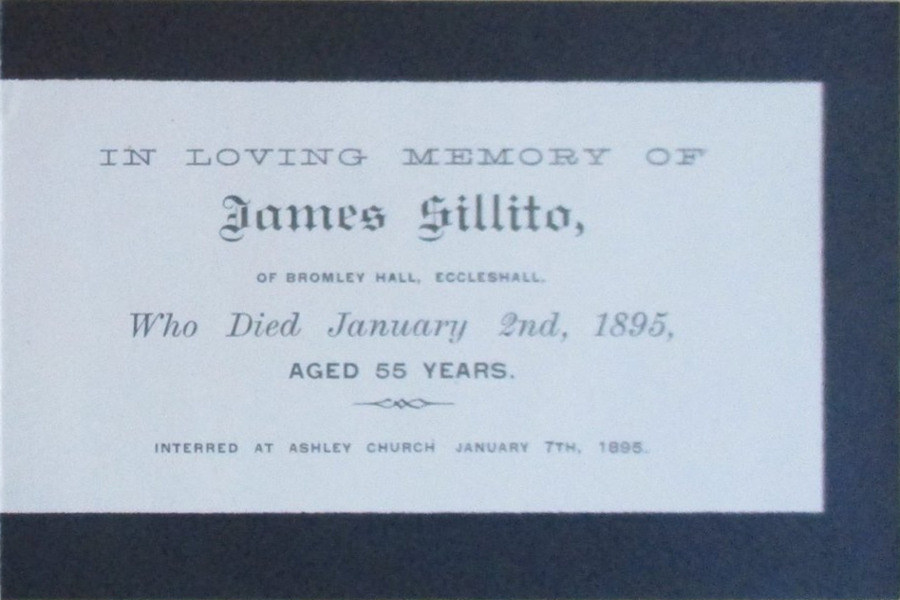 IN LOVING MEMORY OF
James Sillito,
OF BROMLEY HALL, ECCLESHALL.
Who Died January 2nd, 1895,
AGED 55 YEARS.
INTERRED AT ASHLEY CHURCH JANUARY 7TH, 1895.